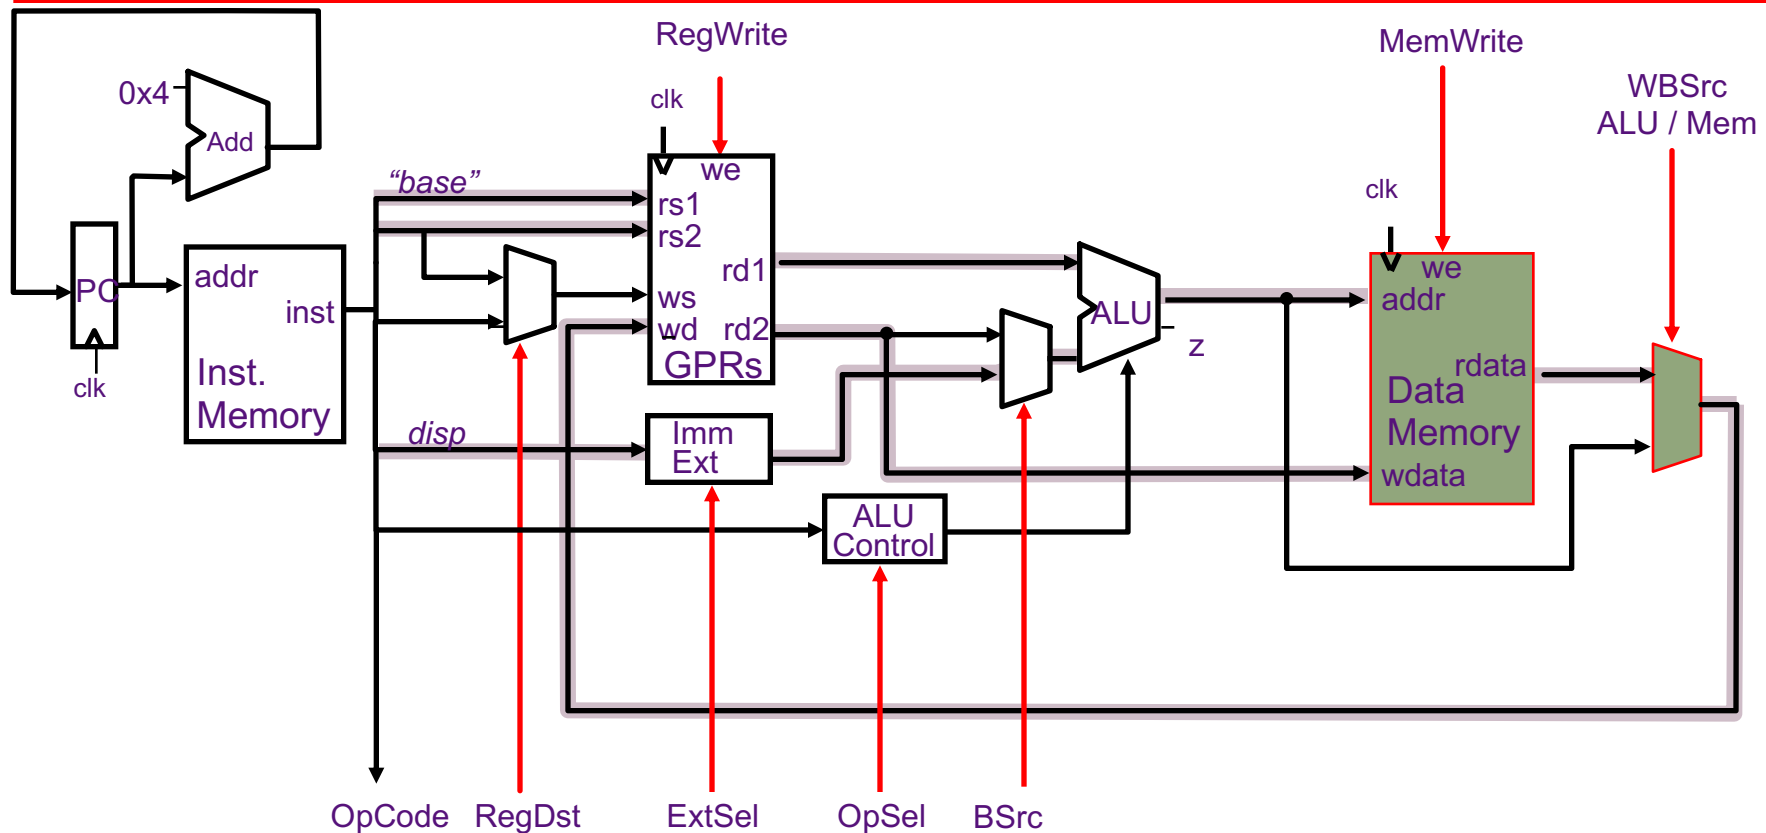 RegWrite
MemWrite
WBSrc
ALU / Mem
0x4
Add
clk
"base"
we
rs1
rs2
rd1
ws
wd
rd2
GPRs
clk
we
addr
rdata
Data
Memory
wdata
ALU
z
PC
clk
addr
inst
Inst.
Memory
disp
Imm
Ext
ALU
Control
OpCode
RegDst
ExtSel
OpSel
BSrc